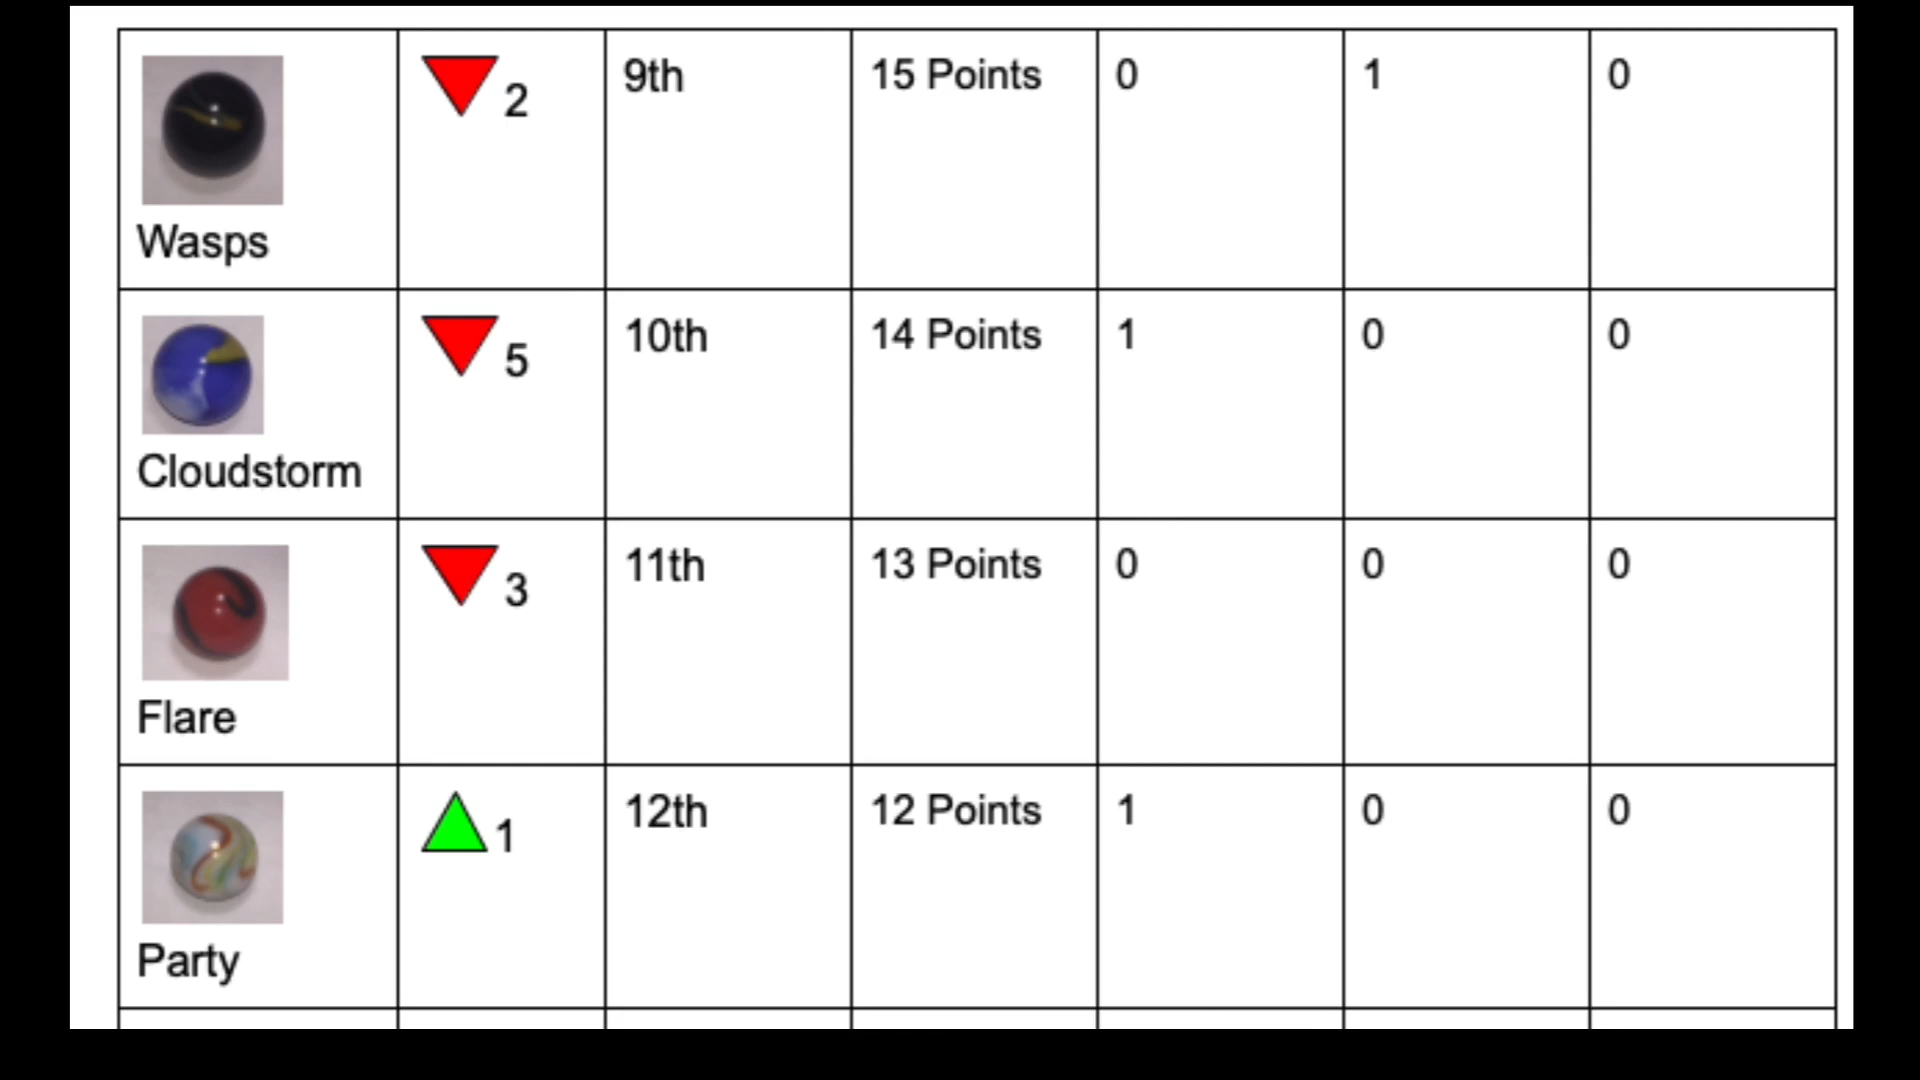 2 9th 15 Points 0 1 0
Wasps
5 10th 14 Points 1 0 0
Cloudstorm
3 11th 13 Points 0 0 0
Flare
1 12th 12 Points 1 0 0
Party